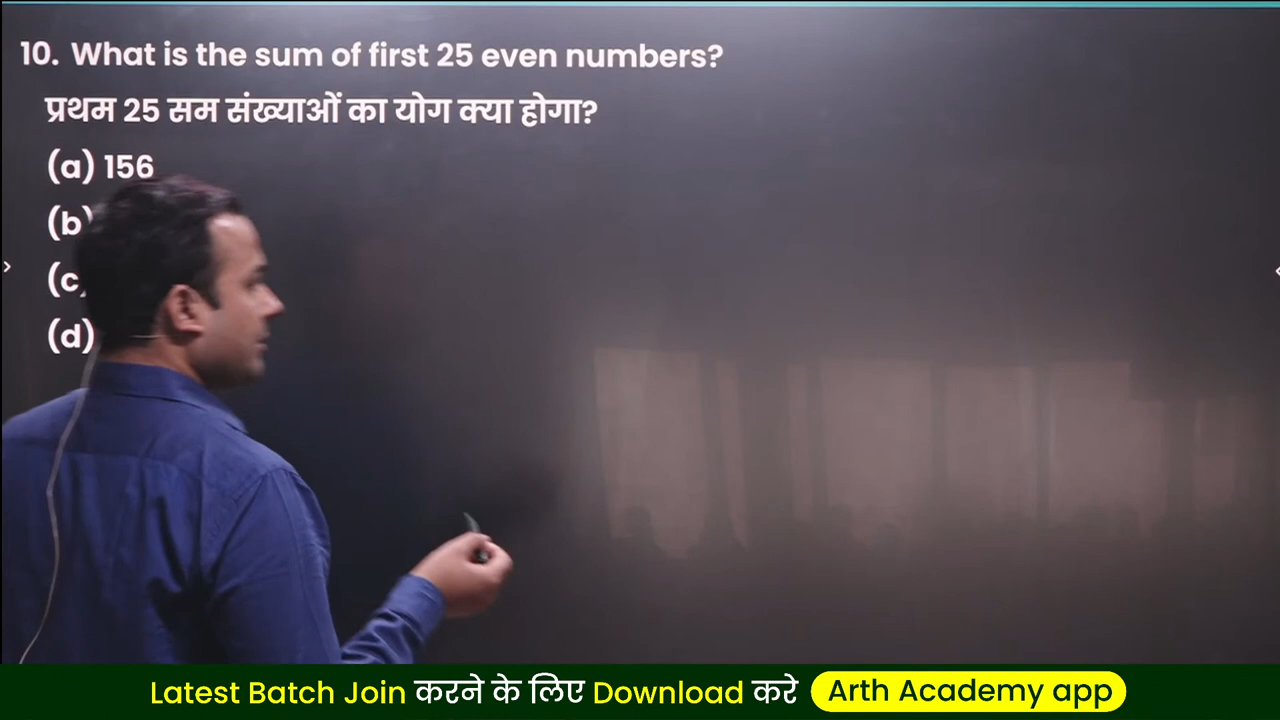 10. What is the sum of first 25 even numbers?
प्रथम 25 सम संख्याओं का योग क्या होगा?
(a) 156
(b)
(c)
(d)
Latest Batch Join करने के लिए Download करे Arth Academy app